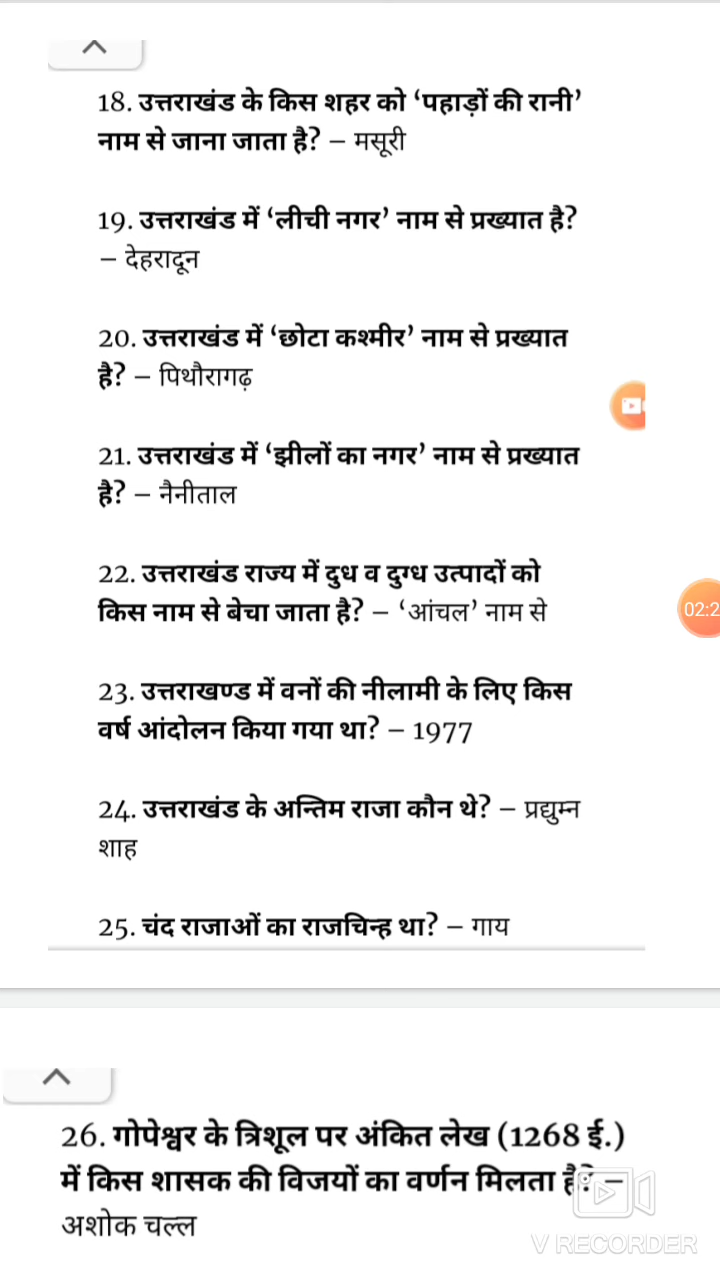 18. उत्तराखंड के किस शहर को ‘पहाड़ों की रानी’
नाम से जाना जाता है? – मसूरी
19. उत्तराखंड में ‘लीची नगर’ नाम से प्रख्यात है?
– देहरादून
20. उत्तराखंड में ‘छोटा कश्मीर’ नाम से प्रख्यात
है? – पिथौरागढ़
21. उत्तराखंड में ‘झीलों का नगर’ नाम से प्रख्यात
है? – नैनीताल
22. उत्तराखंड राज्य में दुध व दुग्ध उत्पादों को
किस नाम से बेचा जाता है? – ‘आंचल’ नाम से
02:2
23. उत्तराखण्ड में वनों की नीलामी के लिए किस
वर्ष आंदोलन किया गया था? – 1977
24. उत्तराखंड के अन्तिम राजा कौन थे? – प्रद्युम्न
शाह
25. चंद राजाओं का राजचिन्ह था? – गाय
26. गोपेश्वर के त्रिशूल पर अंकित लेख (1268 ई.)
में किस शासक की विजयों का वर्णन मिलता है? –
अशोक चल्ल
V RECORDER